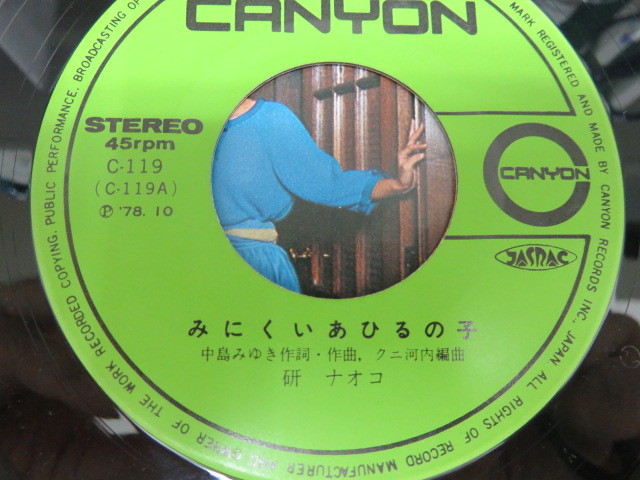 CANYON
STEREO
45rpm
C-119
(C-119A)
Ⓟ '78. 10
CANYON
JASRAC
みにくいあひるの子
中島みゆき作詞・作曲, クニ河内編曲
研 ナオコ
MARK REGISTERED AND MADE BY CANYON RECORDS INC. JAPAN ALL RIGHTS OF RECORD MANUFACTURER AND OWNER OF THE WORK RECORDED COPYING, PUBLIC PERFORMANCE, BROADCASTING OF